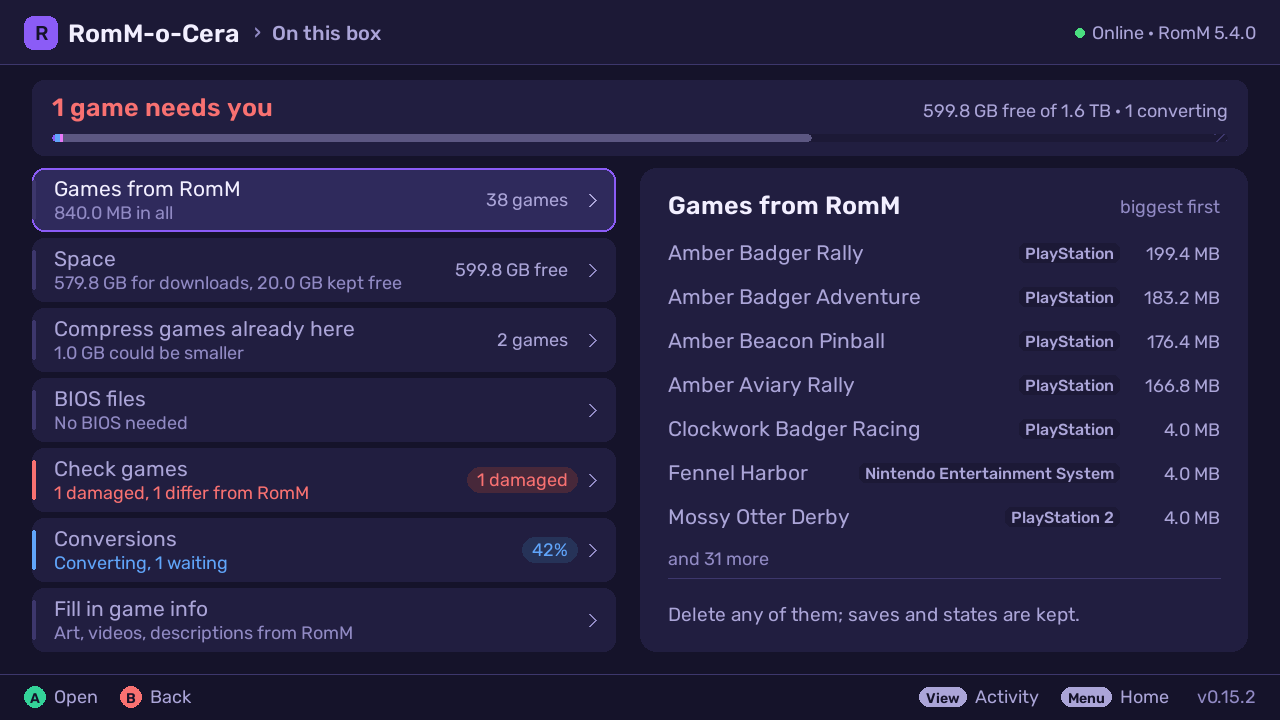 R RomM-o-Cera › On this box
Online • RomM 5.4.0
1 game needs you
599.8 GB free of 1.6 TB • 1 converting
Games from RomM
840.0 MB in all
38 games
Space
579.8 GB for downloads, 20.0 GB kept free
599.8 GB free
Compress games already here
1.0 GB could be smaller
2 games
BIOS files
No BIOS needed
Check games
1 damaged, 1 differ from RomM
1 damaged
Conversions
Converting, 1 waiting
42%
Fill in game info
Art, videos, descriptions from RomM
Games from RomM biggest first
Amber Badger Rally PlayStation 199.4 MB
Amber Badger Adventure PlayStation 183.2 MB
Amber Beacon Pinball PlayStation 176.4 MB
Amber Aviary Rally PlayStation 166.8 MB
Clockwork Badger Racing PlayStation 4.0 MB
Fennel Harbor Nintendo Entertainment System 4.0 MB
Mossy Otter Derby PlayStation 2 4.0 MB
and 31 more
Delete any of them; saves and states are kept.
A Open B Back
View Activity Menu Home v0.15.2